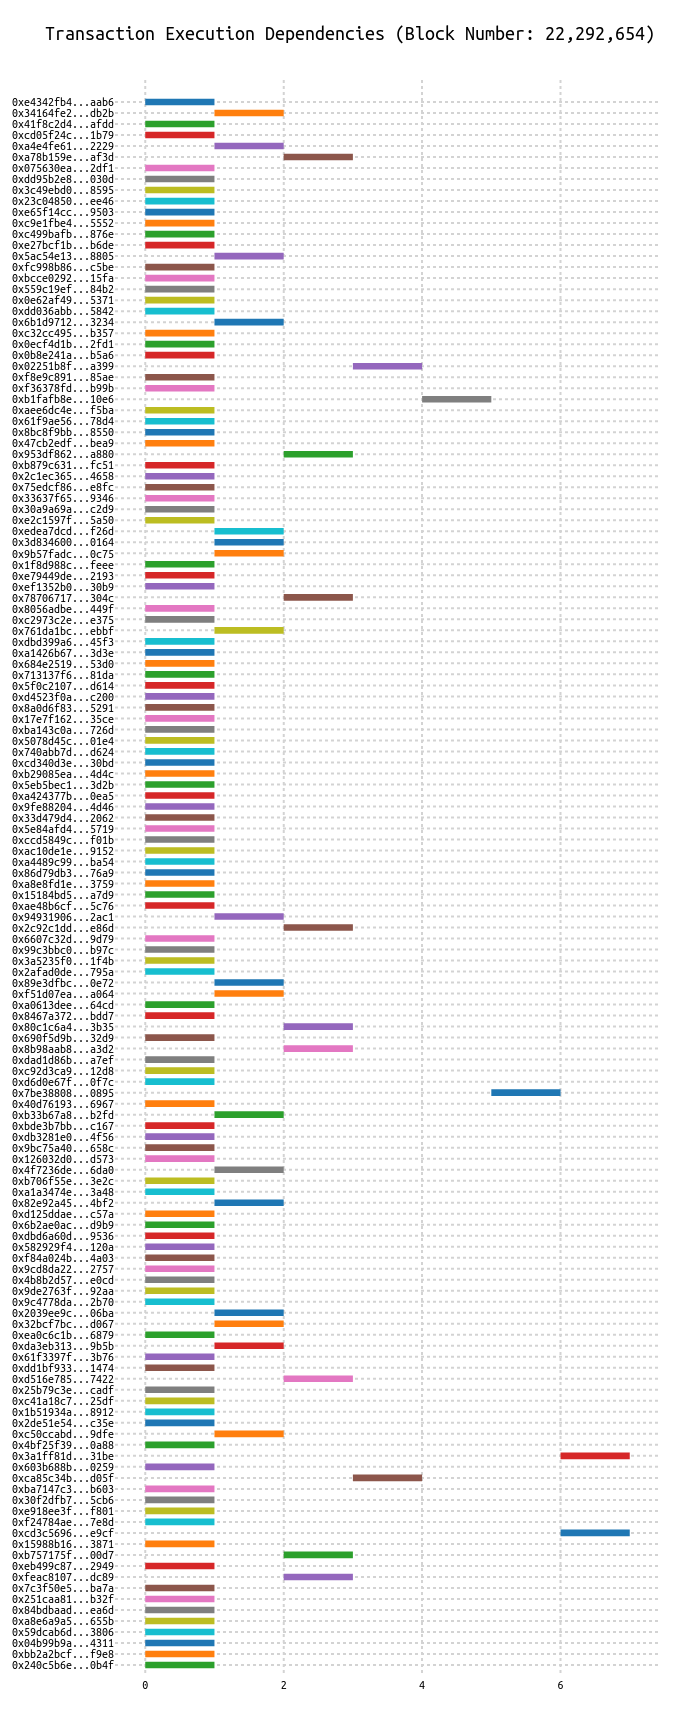 Transaction Execution Dependencies (Block Number: 22,292,654)
0xe4342fb4...aab6
0x34164fe2...db2b
0x41f8c2d4...afdd
0xcd05f24c...1b79
0xa4e4fe61...2229
0xa78b159e...af3d
0x075630ea...2df1
0xdd95b2e8...030d
0x3c49ebd0...8595
0x23c04850...ee46
0xe65f14cc...9503
0xc9e1fbe4...5552
0xc499bafb...876e
0xe27bcf1b...b6de
0x5ac54e13...8805
0xfc998b86...c5be
0xbcce0292...15fa
0x559c19ef...84b2
0x0e62af49...5371
0xdd036abb...5842
0x6b1d9712...3234
0xc32cc495...b357
0x0ecf4d1b...2fd1
0x0b8e241a...b5a6
0x02251b8f...a399
0xf8e9c891...85ae
0xf36378fd...b99b
0xb1fafb8e...10e6
0xaee6dc4e...f5ba
0x61f9ae56...78d4
0x8bc8f9bb...8550
0x47cb2edf...bea9
0x953df862...a880
0xb879c631...fc51
0x2c1ec365...4658
0x75edcf86...e8fc
0x33637f65...9346
0x30a9a69a...c2d9
0xe2c1597f...5a50
0xedea7dcd...f26d
0x3d834600...0164
0x9b57fadc...0c75
0x1f8d988c...feee
0xe79449de...2193
0xef1352b0...30b9
0x78706717...304c
0x8056adbe...449f
0xc2973c2e...e375
0x761da1bc...ebbf
0xdbd399a6...45f3
0xa1426b67...3d3e
0x684e2519...53d0
0x713137f6...81da
0x5f0c2107...d614
0xd4523f0a...c200
0x8a0d6f83...5291
0x17e7f162...35ce
0xba143c0a...726d
0x5078d45c...01e4
0x740abb7d...d624
0xcd340d3e...30bd
0xb29085ea...4d4c
0x5eb5bec1...3d2b
0xa424377b...0ea5
0x9fe88204...4d46
0x33d479d4...2062
0x5e84afd4...5719
0xccd5849c...f01b
0xac10de1e...9152
0xa4489c99...ba54
0x86d79db3...76a9
0xa8e8fd1e...3759
0x15184bd5...a7d9
0xae48b6cf...5c76
0x94931906...2ac1
0x2c92c1dd...e86d
0x6607c32d...9d79
0x99c3bbc0...b97c
0x3a5235f0...1f4b
0x2afad0de...795a
0x89e3dfbc...0e72
0xf51d07ea...a064
0xa0613dee...64cd
0x8467a372...bdd7
0x80c1c6a4...3b35
0x690f5d9b...32d9
0x8b98aab8...a3d2
0xdad1d86b...a7ef
0xc92d3ca9...12d8
0xd6d0e67f...0f7c
0x7be38808...0895
0x40d76193...6967
0xb33b67a8...b2fd
0xbde3b7bb...c167
0xdb3281e0...4f56
0x9bc75a40...658c
0x126032d0...d573
0x4f7236de...6da0
0xb706f55e...3e2c
0xa1a3474e...3a48
0x82e92a45...4bf2
0xd125ddae...c57a
0x6b2ae0ac...d9b9
0xdbd6a60d...9536
0x582929f4...120a
0xf84a024b...4a03
0x9cd8da22...2757
0x4b8b2d57...e0cd
0x9de2763f...92aa
0x9c4778da...2b70
0x2039ee9c...06ba
0x32bcf7bc...d067
0xea0c6c1b...6879
0xda3eb313...9b5b
0x61f3397f...3b76
0xdd1bf933...1474
0xd516e785...7422
0x25b79c3e...cadf
0xc41a18c7...25df
0x1b51934a...8912
0x2de51e54...c35e
0xc50ccabd...9dfe
0x4bf25f39...0a88
0x3a1ff81d...31be
0x603b688b...0259
0xca85c34b...d05f
0xba7147c3...b603
0x30f2dfb7...5cb6
0xe918ee3f...f801
0xf24784ae...7e8d
0xcd3c5696...e9cf
0x15988b16...3871
0xb757175f...00d7
0xeb499c87...2949
0xfeac8107...dc89
0x7c3f50e5...ba7a
0x251caa81...b32f
0x84bdbaad...ea6d
0xa8e6a9a5...655b
0x59dcab6d...3806
0x04b99b9a...4311
0xbb2a2bcf...f9e8
0x240c5b6e...0b4f
0 2 4 6